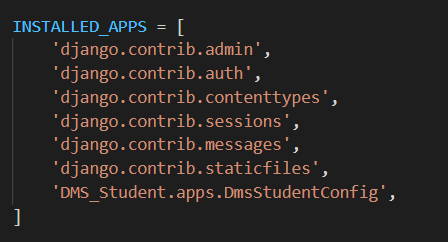 INSTALLED_APPS = [
    'django.contrib.admin',
    'django.contrib.auth',
    'django.contrib.contenttypes',
    'django.contrib.sessions',
    'django.contrib.messages',
    'django.contrib.staticfiles',
    'DMS_Student.apps.DmsStudentConfig',
]